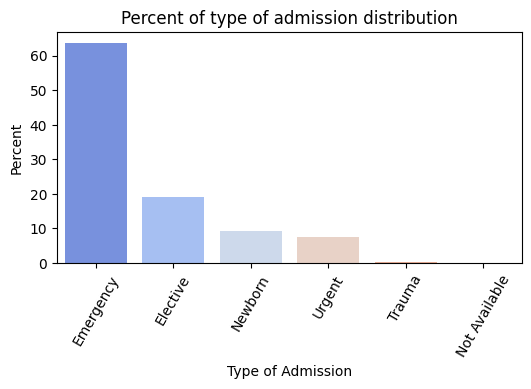 Percent of type of admission distribution
Percent
60
50
40
30
20
10
0
Emergency
Elective
Newborn
Urgent
Trauma
Not Available
Type of Admission